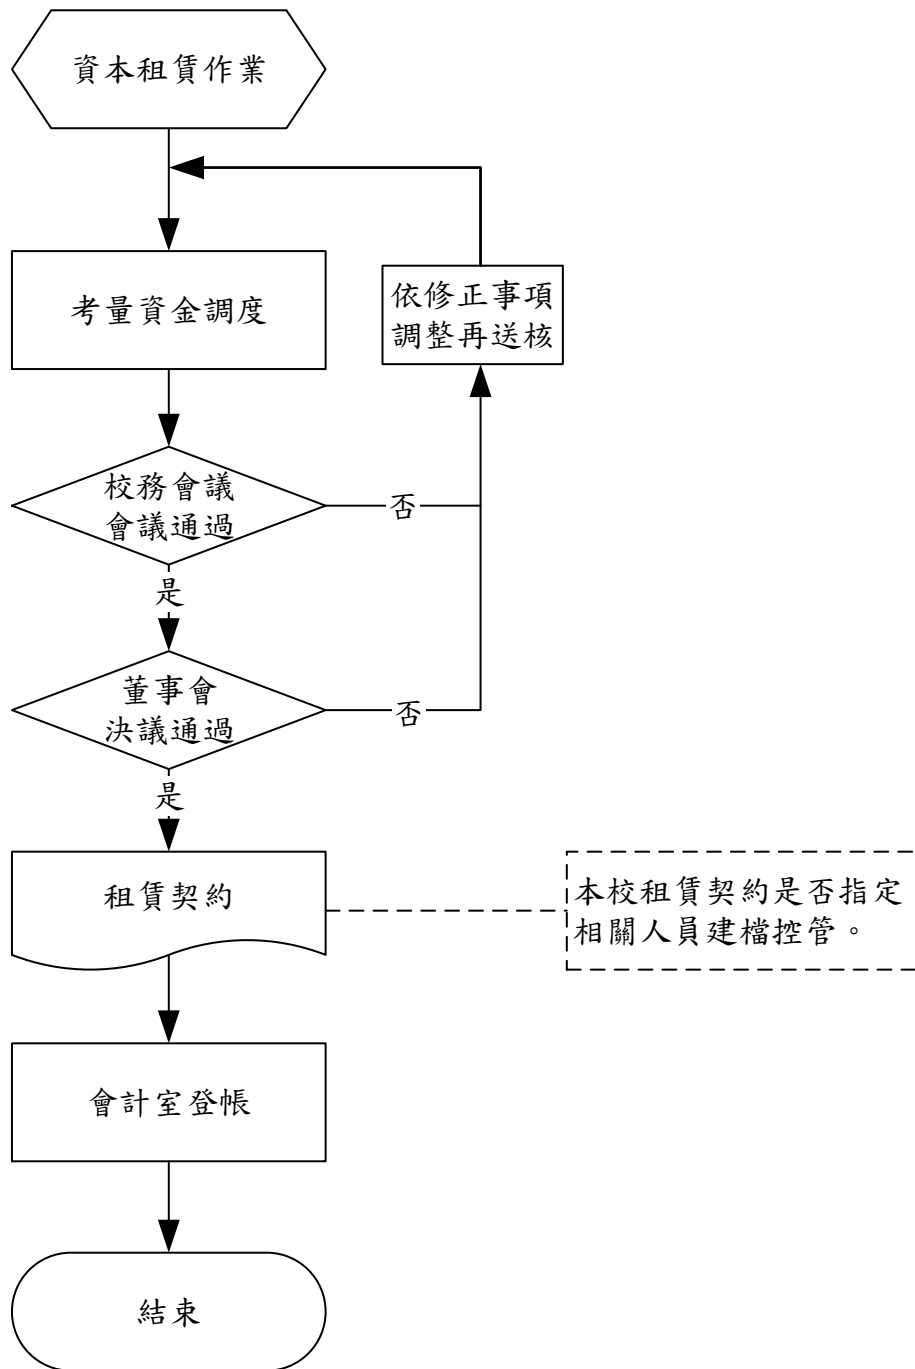 資本租賃作業
考量資金調度
依修正事項
調整再送核
校務會議
會議通過
否
是
董事會
決議通過
否
是
租賃契約
本校租賃契約是否指定
相關人員建檔控管。
會計室登帳
結束